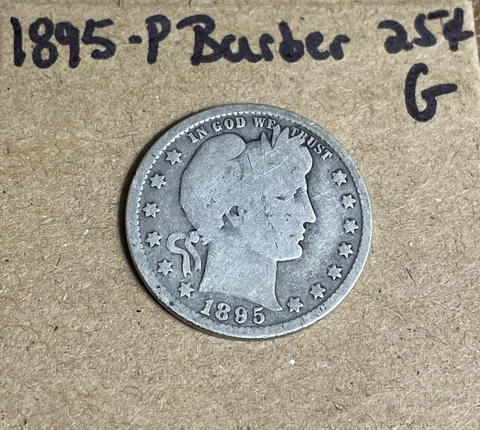 1895-P Barber 25¢
G
IN GOD WE TRUST
1895